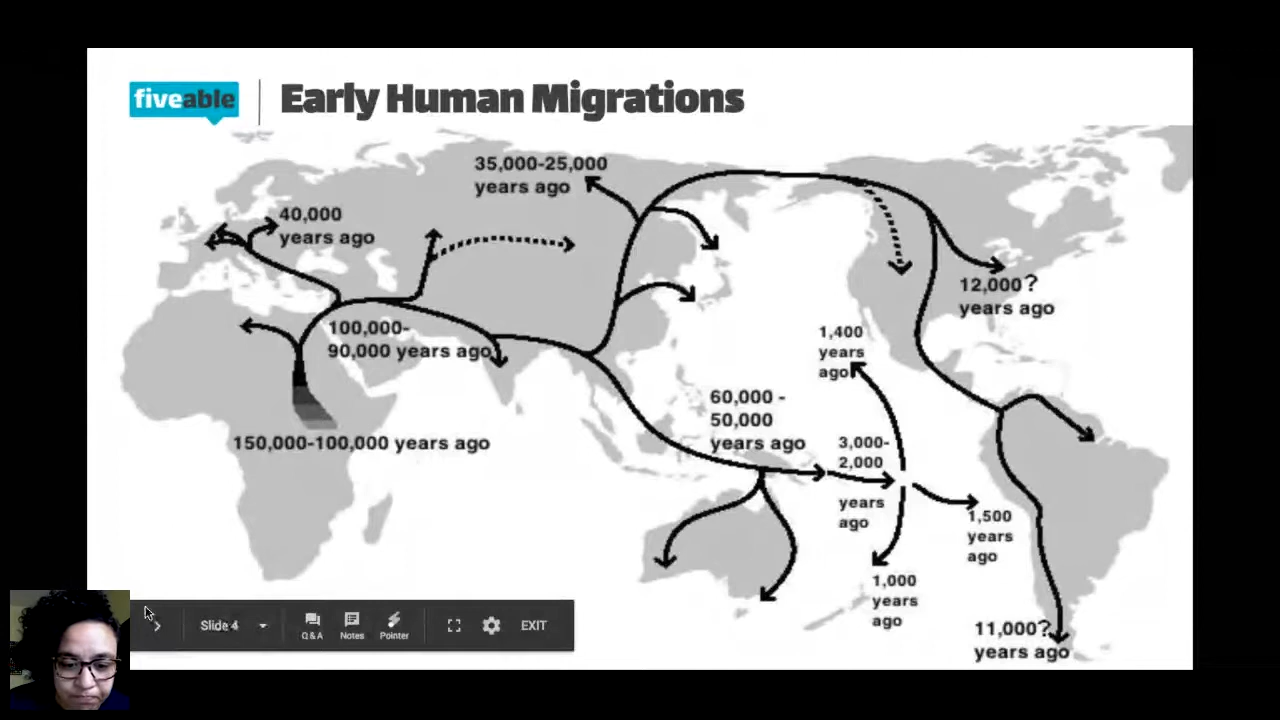 fiveable
Early Human Migrations
35,000-25,000
years ago
40,000
years ago
12,000?
years ago
100,000-
90,000 years ago
1,400
years
ago
60,000 -
50,000
years ago
3,000-
2,000
years
ago
150,000-100,000 years ago
1,500
years
ago
1,000
years
ago
11,000?
years ago
Slide 4
Q & A
Notes
Pointer
EXIT